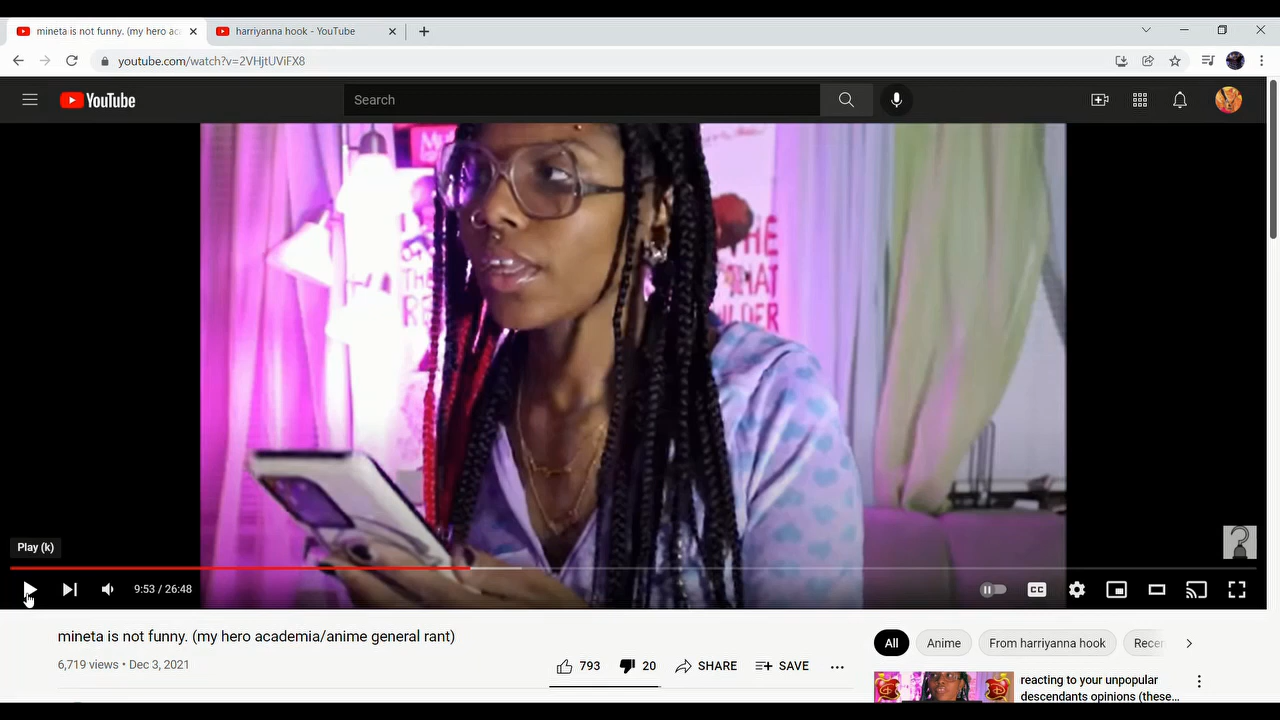 mineta is not funny. (my hero ac
harriyanna hook - YouTube
youtube.com/watch?v=2VHjtUViFX8
YouTube
Search
THE
Play (k)
9:53 / 26:48
CC
mineta is not funny. (my hero academia/anime general rant)
6,719 views • Dec 3, 2021
793
20
SHARE
SAVE
All
Anime
From harriyanna hook
Recen
reacting to your unpopular
descendants opinions (these...